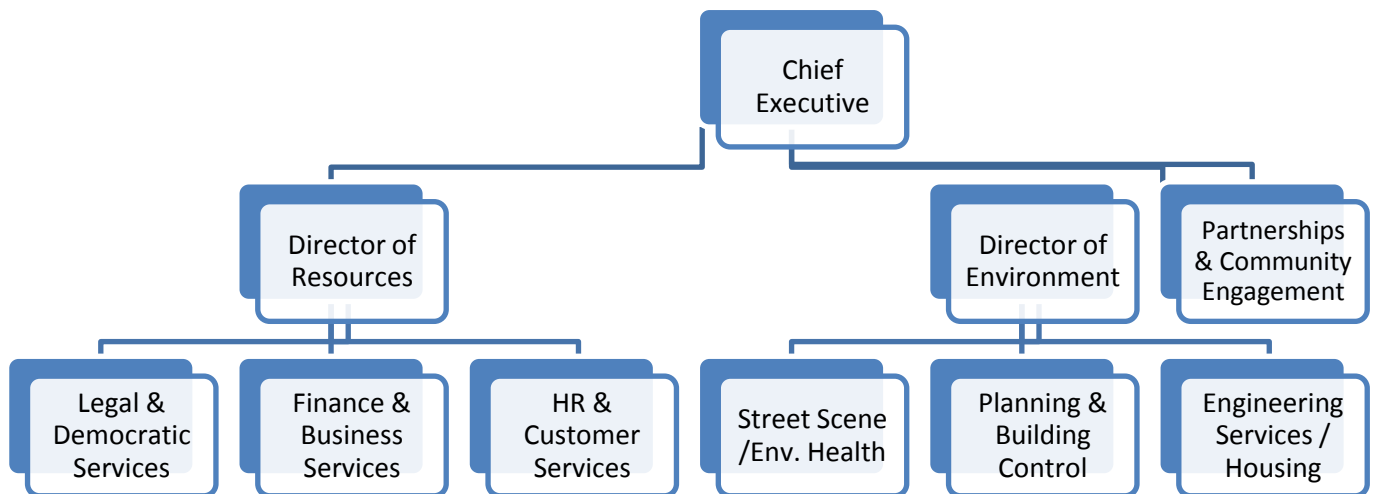 Chief
Executive
Director of
Resources
Director of
Environment
Partnerships
& Community
Engagement
Legal &
Democratic
Services
Finance &
Business
Services
HR &
Customer
Services
Street Scene
/Env. Health
Planning &
Building
Control
Engineering
Services /
Housing